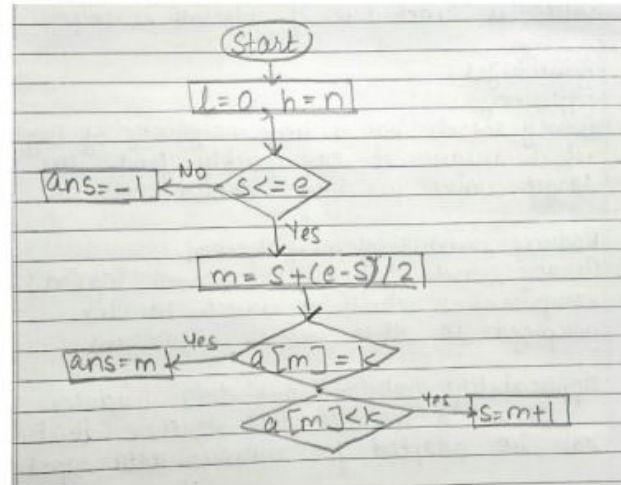 Start
l=0, h=n
s<=e
No
ans=-1
Yes
m = s+(e-s)/2
a[m]=k
Yes
ans=m
a[m]<k
Yes
s=m+1